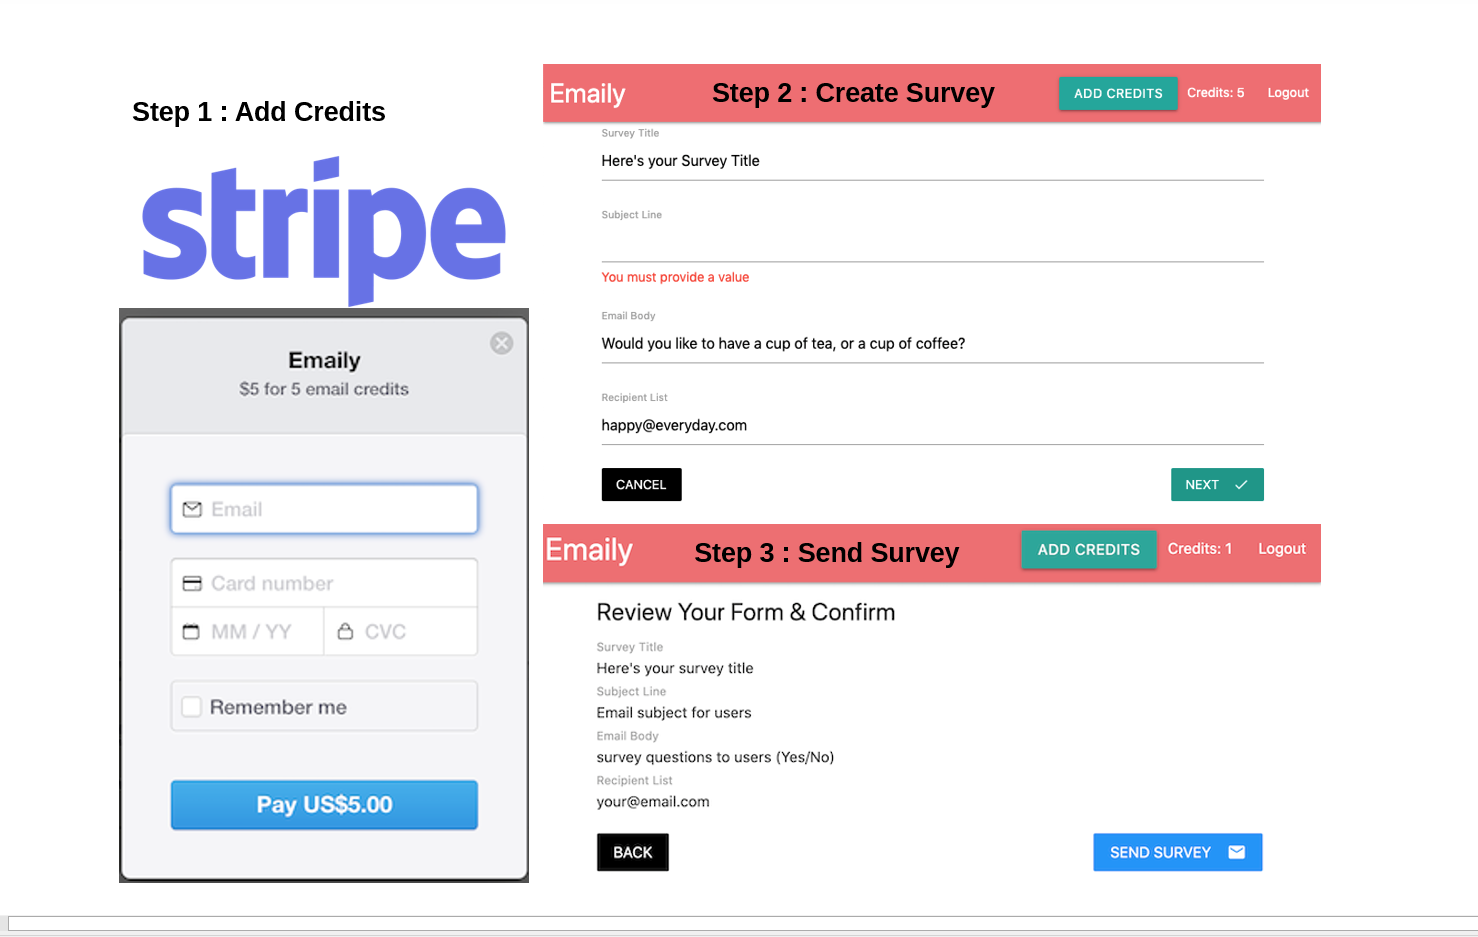 Step 1 : Add Credits
stripe
Emaily
$5 for 5 email credits
Email
Card number
MM / YY
CVC
Remember me
Pay US$5.00
Emaily
Step 2 : Create Survey
ADD CREDITS
Credits: 5
Logout
Survey Title
Here's your Survey Title
Subject Line
You must provide a value
Email Body
Would you like to have a cup of tea, or a cup of coffee?
Recipient List
happy@everyday.com
CANCEL
NEXT
Emaily
Step 3 : Send Survey
ADD CREDITS
Credits: 1
Logout
Review Your Form & Confirm
Survey Title
Here's your survey title
Subject Line
Email subject for users
Email Body
survey questions to users (Yes/No)
Recipient List
your@email.com
BACK
SEND SURVEY